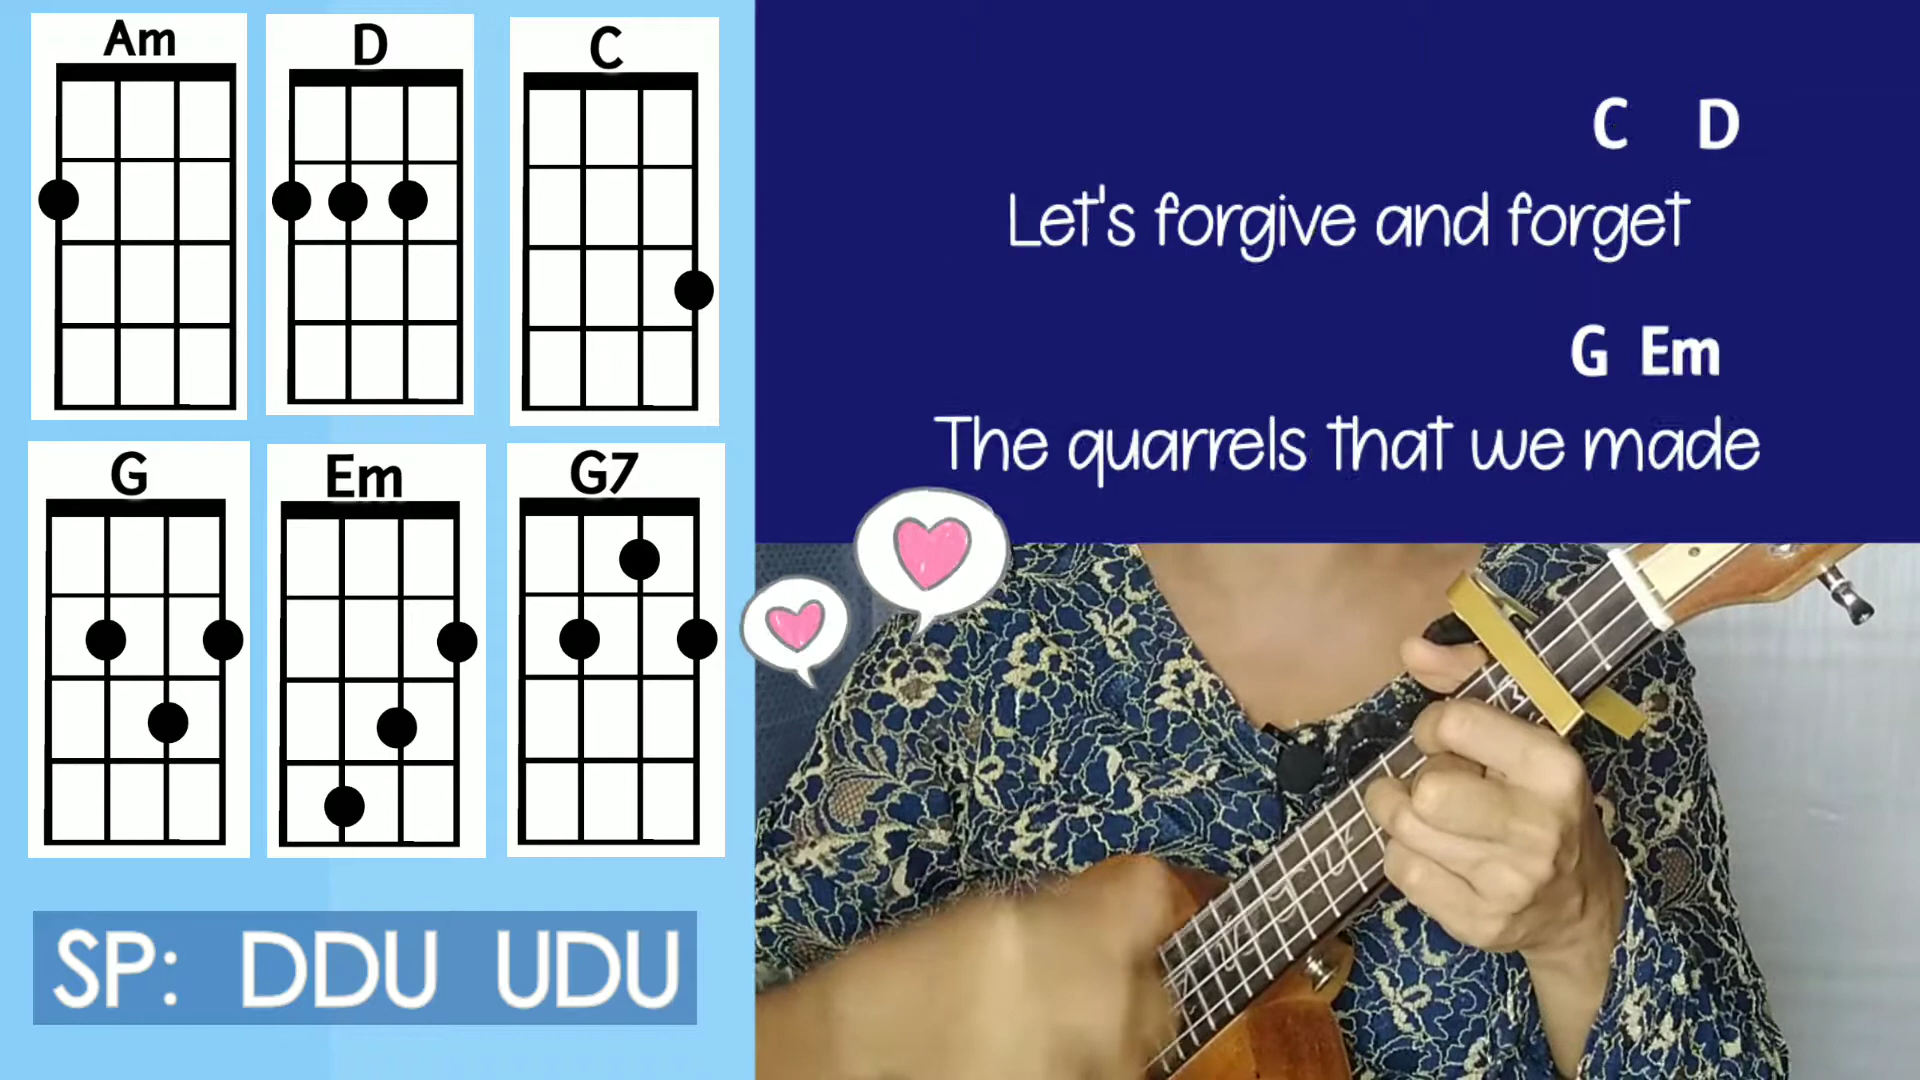 Am D C
G Em G7
SP: DDU UDU
C D
Let's forgive and forget
G Em
The quarrels that we made